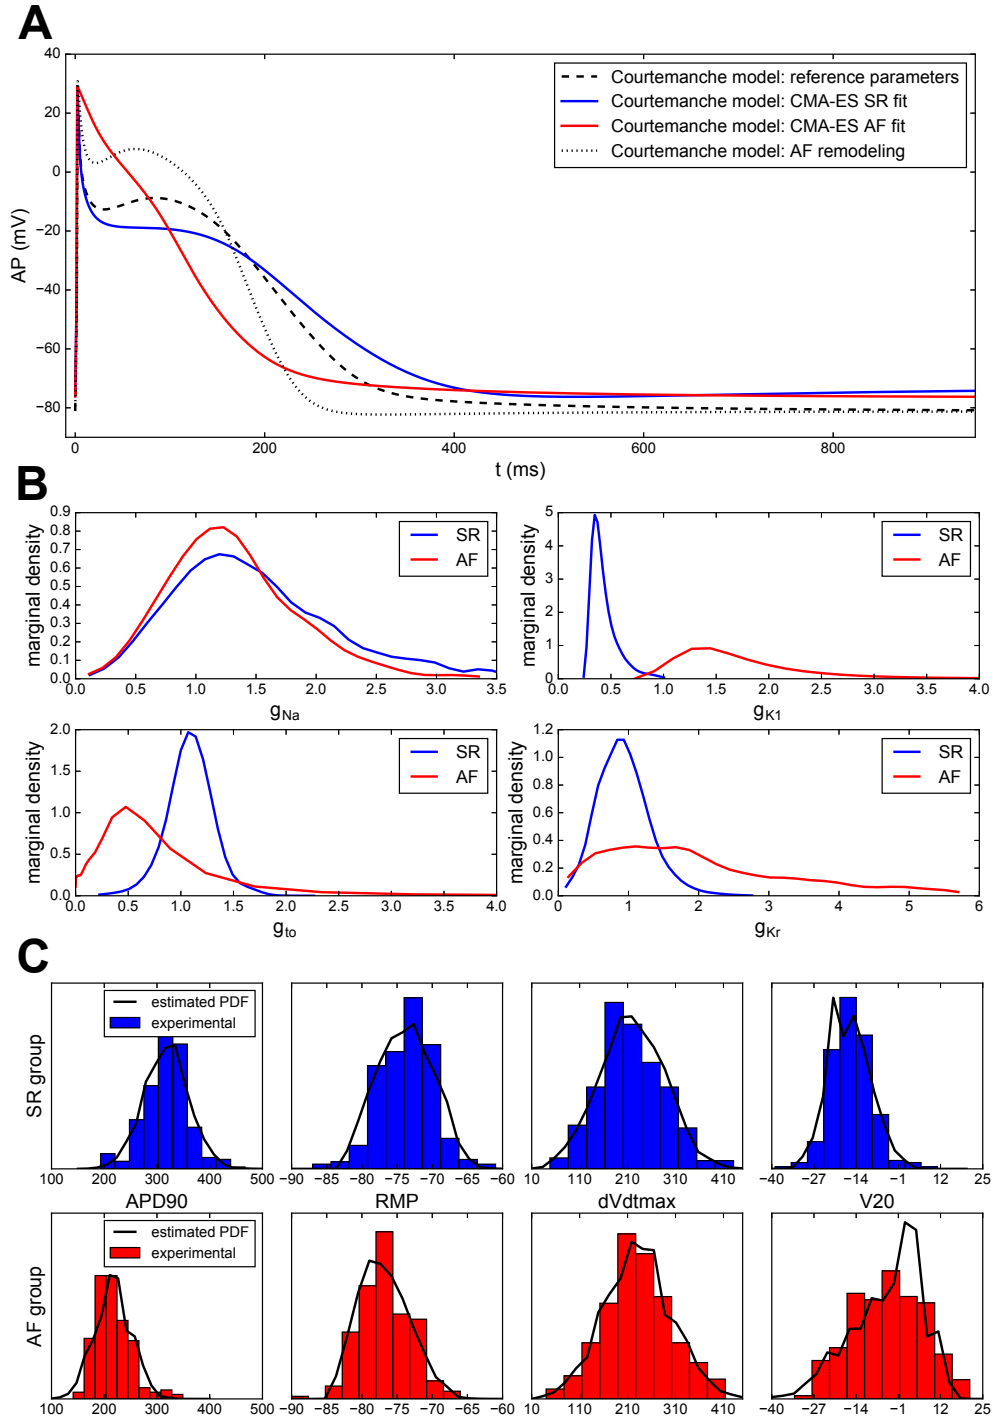 A
40
20
0
−20
−40
−60
−80
AP (mV)
Courtemanche model: reference parameters
Courtemanche model: CMA-ES SR fit
Courtemanche model: CMA-ES AF fit
Courtemanche model: AF remodeling
0 200 400 600 800
t (ms)
B
0.9
0.8
0.7
0.6
0.5
0.4
0.3
0.2
0.1
0.0
marginal density
SR
AF
0.0 0.5 1.0 1.5 2.0 2.5 3.0 3.5
gNa
5
4
3
2
1
0
marginal density
SR
AF
0.0 0.5 1.0 1.5 2.0 2.5 3.0 3.5 4.0
gK1
2.0
1.5
1.0
0.5
0.0
marginal density
SR
AF
0.0 0.5 1.0 1.5 2.0 2.5 3.0 3.5 4.0
gto
1.2
1.0
0.8
0.6
0.4
0.2
0.0
marginal density
SR
AF
0 1 2 3 4 5 6
gKr
C
SR group
estimated PDF
experimental
100 200 300 400 500
−90 −85 −80 −75 −70 −65 −60
10 110 210 310 410
−40 −27 −14 −1 12 25
APD90 RMP dVdtmax V20
AF group
estimated PDF
experimental
100 200 300 400 500
−90 −85 −80 −75 −70 −65 −60
10 110 210 310 410
−40 −27 −14 −1 12 25